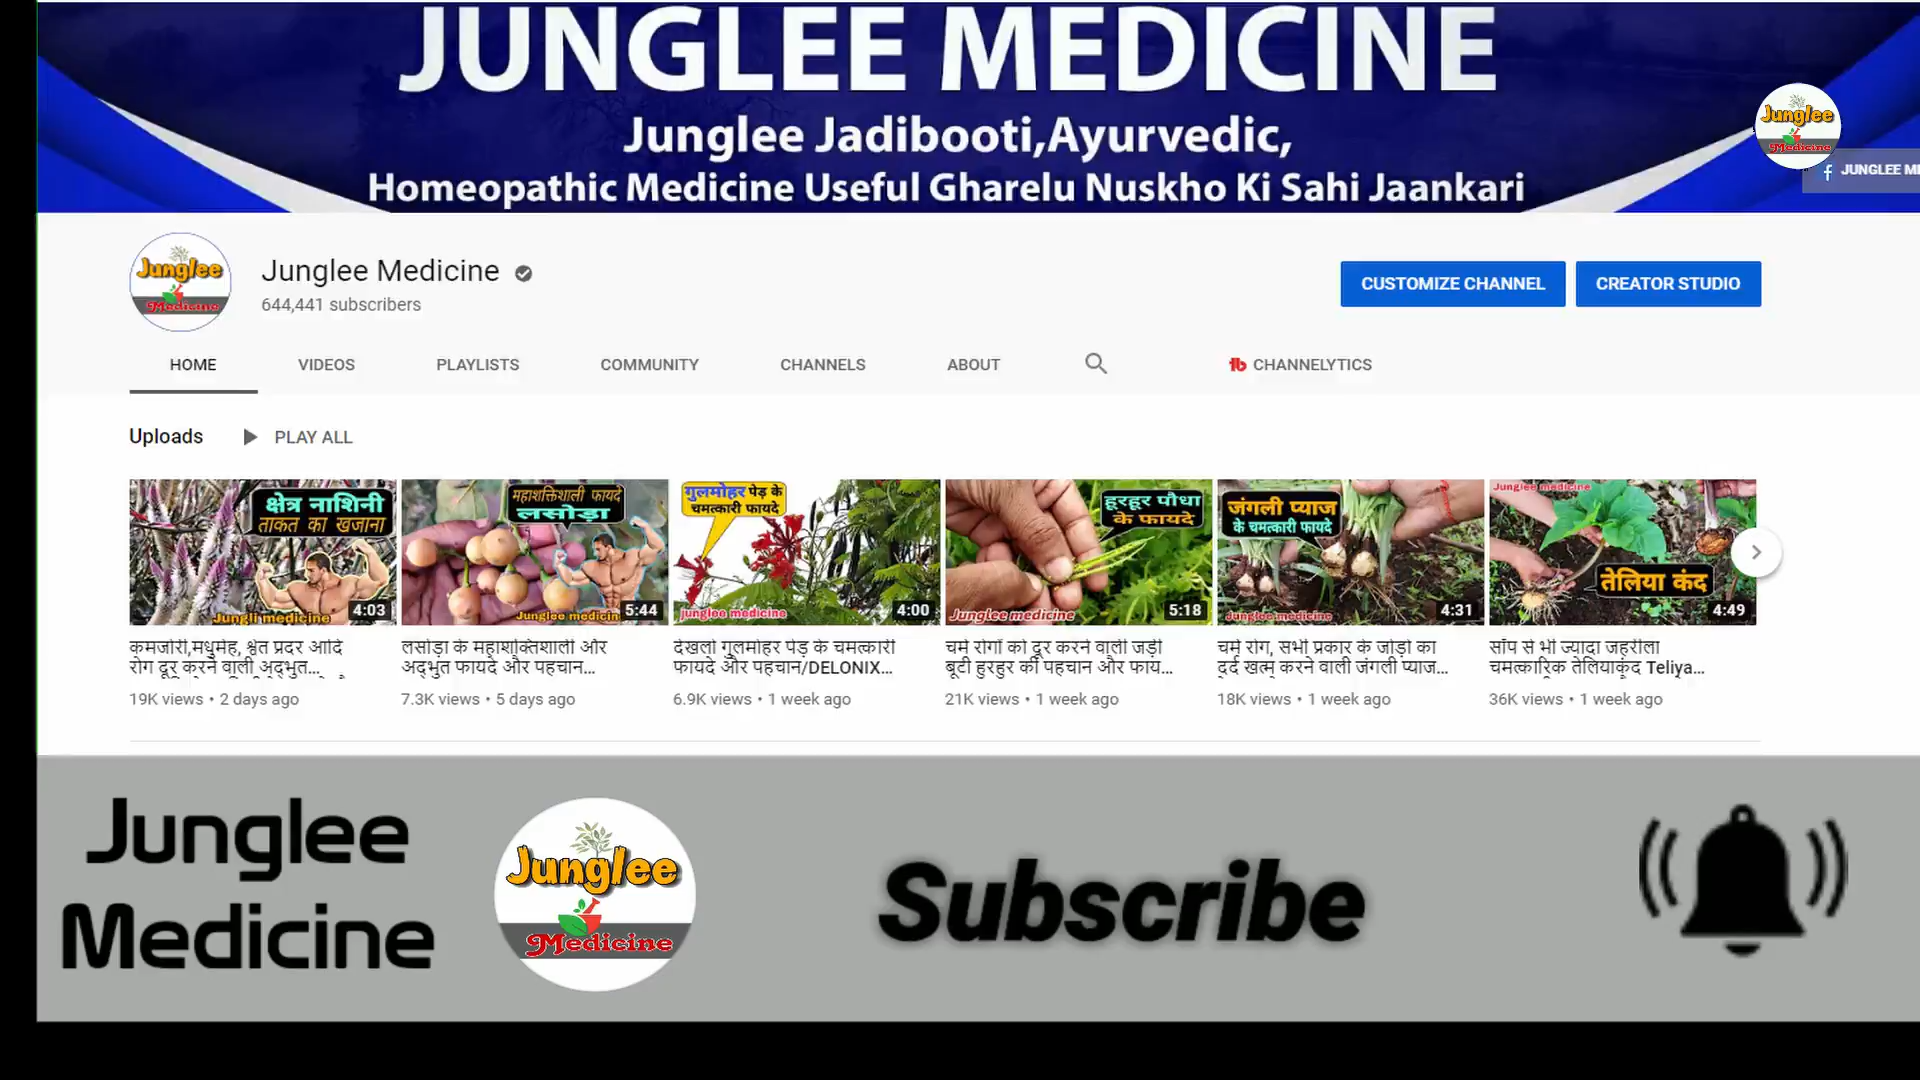 JUNGLEE MEDICINE
Junglee Jadibooti,Ayurvedic,
Homeopathic Medicine Useful Gharelu Nuskho Ki Sahi Jaankari
Junglee
Medicine
JUNGLEE
Junglee
Medicine
Junglee Medicine
644,441 subscribers
CUSTOMIZE CHANNEL
CREATOR STUDIO
HOME
VIDEOS
PLAYLISTS
COMMUNITY
CHANNELS
ABOUT
CHANNELYTICS
Uploads
PLAY ALL
क्षेत्र नाशिनी
ताकत का खजाना
Jungli medicine
4:03
महाशक्तिशाली फायदे
लसोड़ा
Junglee medicin
5:44
गुलमोहर पेड़ के
चमत्कारी फायदे
junglee medicine
4:00
हूरहूर पौधा
के फायदे
Junglee medicine
5:18
जंगली प्याज
के चमत्कारी फायदे
Junglee medicine
4:31
Junglee medicine
तेलिया कंद
4:49
कमजोरी,मधुमेह, श्वेत प्रदर आदि
रोग दूर करने वाली अद्भुत...
19K views • 2 days ago
लसोड़ा के महाशक्तिशाली और
अद्भुत फायदे और पहचान...
7.3K views • 5 days ago
देखलो गुलमोहर पेड़ के चमत्कारी
फायदे और पहचान/DELONIX...
6.9K views • 1 week ago
चर्म रोगों को दूर करने वाली जड़ी
बूटी हुरहुर की पहचान और फाय...
21K views • 1 week ago
चर्म रोग, सभी प्रकार के जोड़ो का
दर्द खत्म करने वाली जंगली प्याज...
18K views • 1 week ago
साँप से भी ज्यादा जहरीला
चमत्कारिक तेलियाकंद Teliya...
36K views • 1 week ago
Junglee
Medicine
Junglee
Medicine
Subscribe